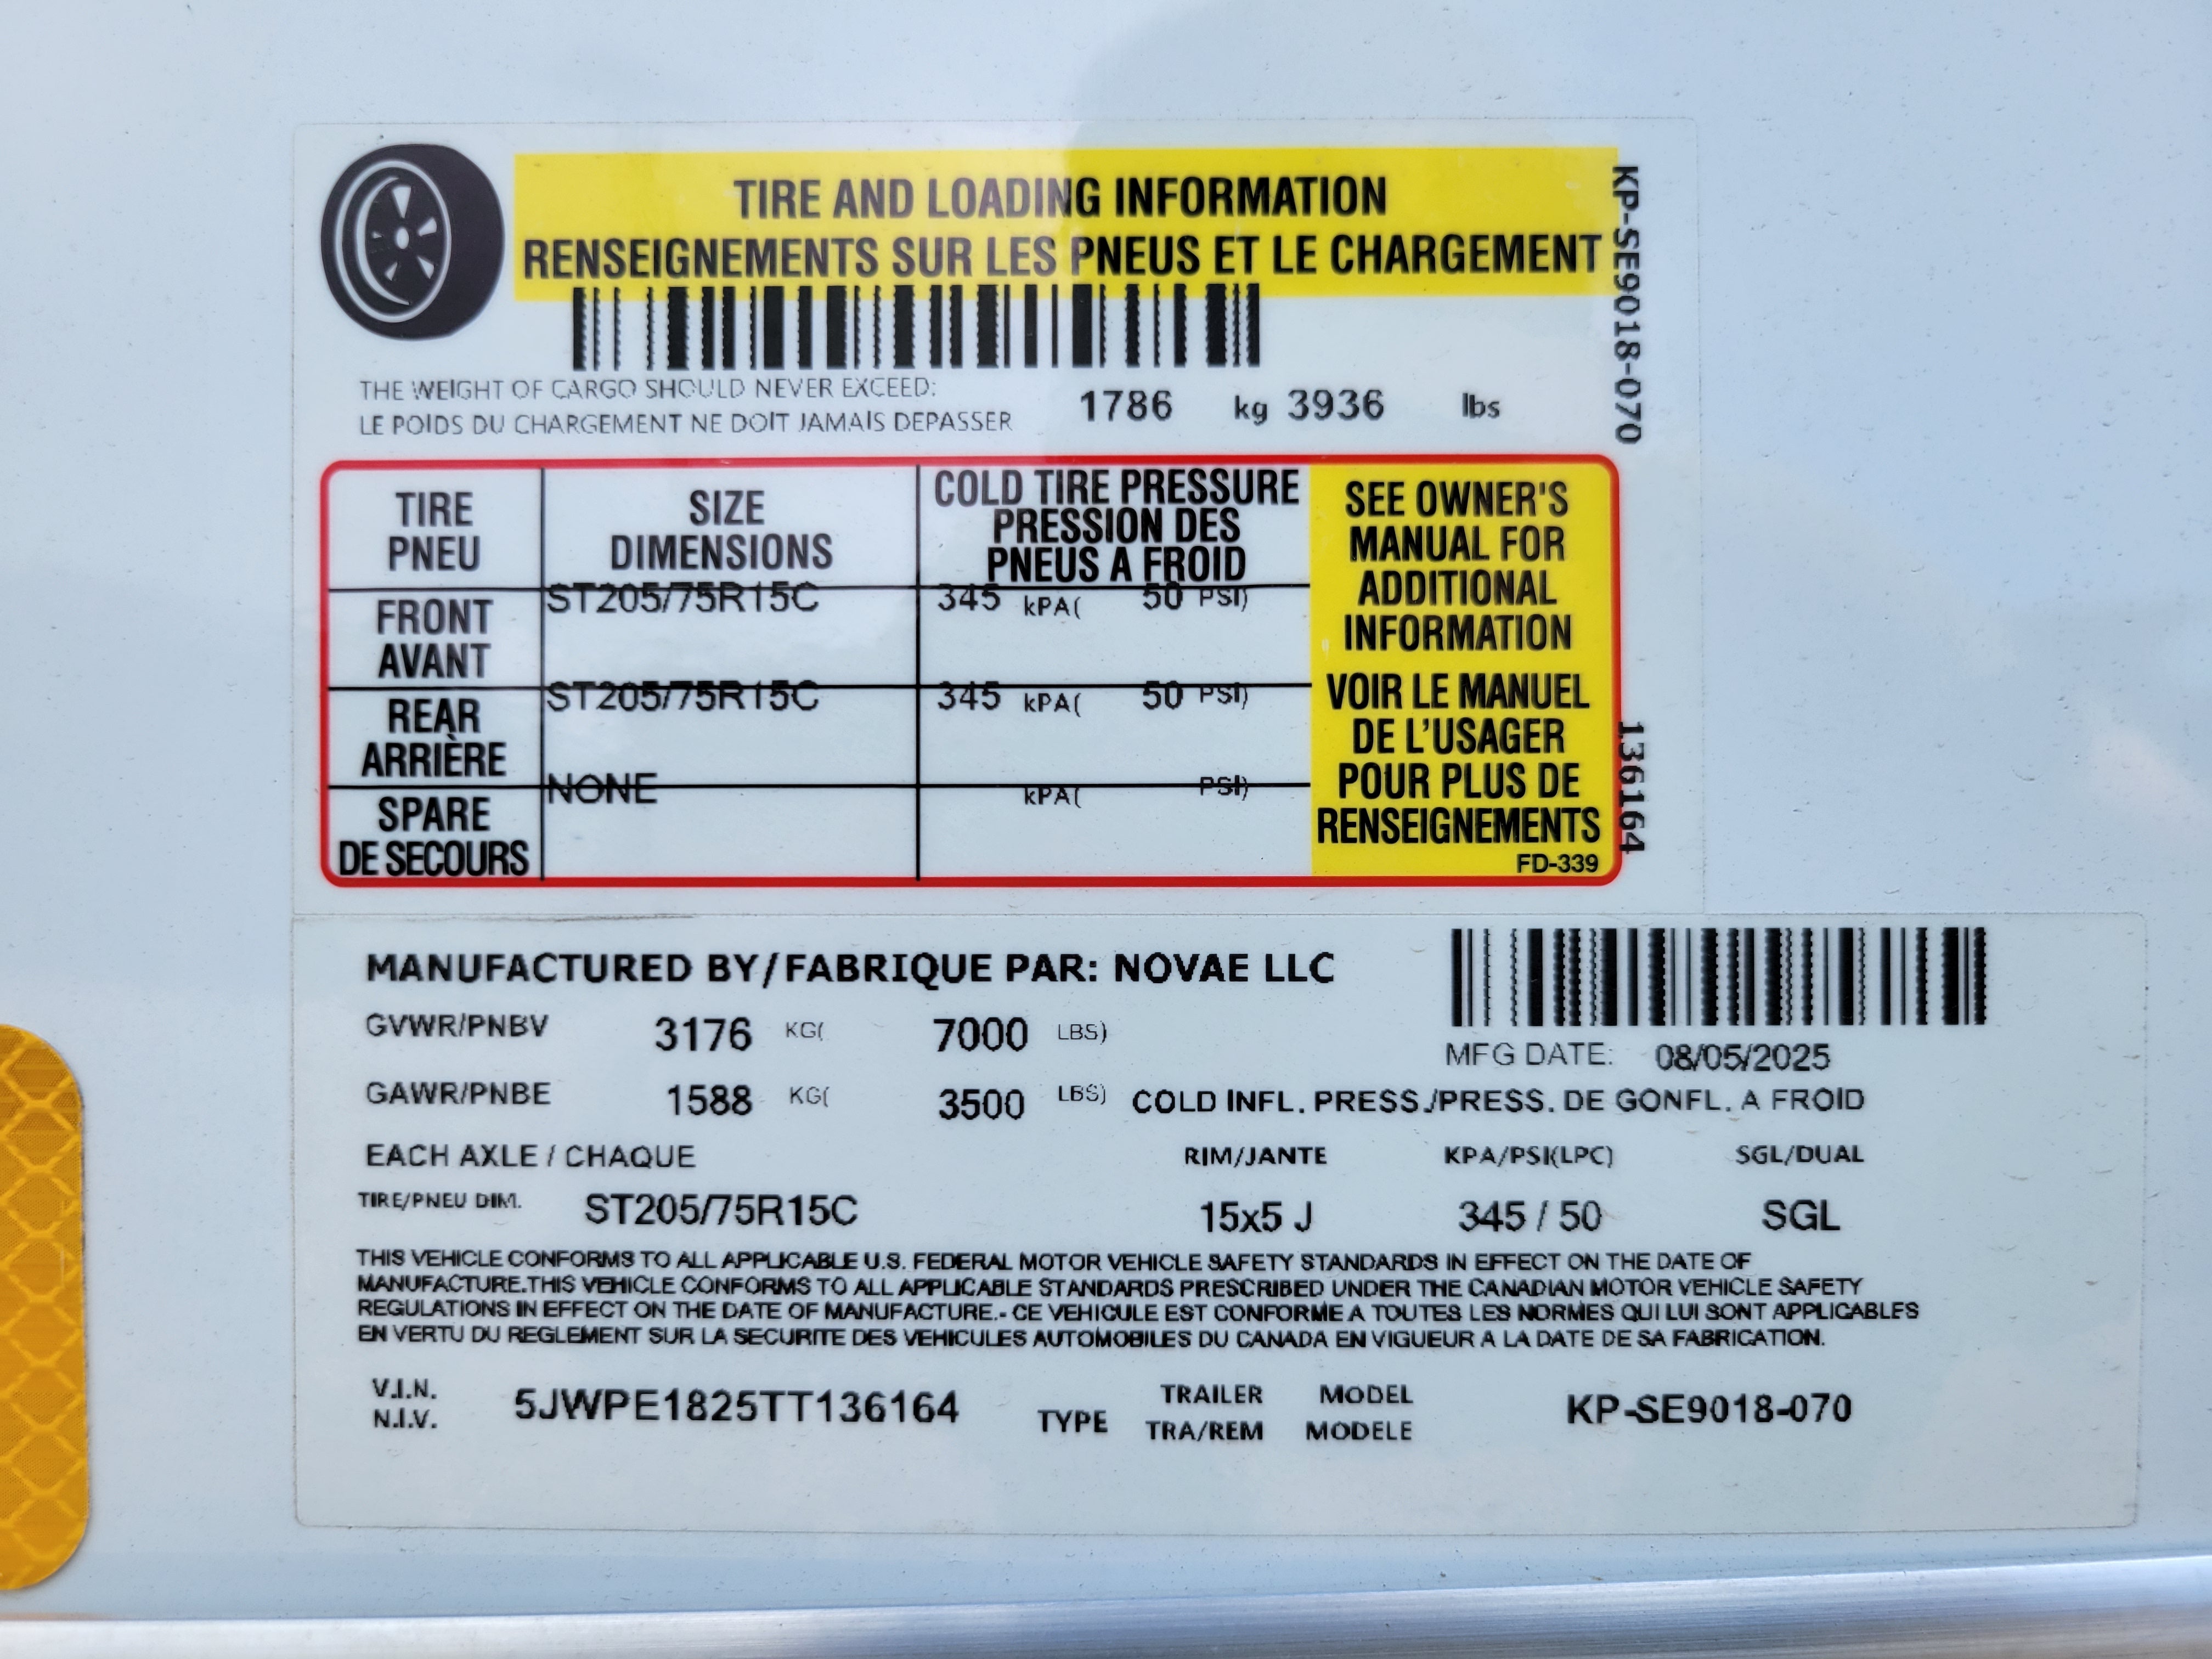 TIRE AND LOADING INFORMATION
RENSEIGNEMENTS SUR LES PNEUS ET LE CHARGEMENT
KP-SE9018-070
THE WEIGHT OF CARGO SHOULD NEVER EXCEED:
LE POIDS DU CHARGEMENT NE DOIT JAMAIS DEPASSER
1786 kg 3936 lbs
TIRE
PNEU
SIZE
DIMENSIONS
COLD TIRE PRESSURE
PRESSION DES
PNEUS A FROID
FRONT
AVANT
ST205/75R15C 345 kPA( 50 PSI)
REAR
ARRIÈRE
ST205/75R15C 345 kPA( 50 PSI)
SPARE
DE SECOURS
NONE kPA( PSI)
SEE OWNER'S
MANUAL FOR
ADDITIONAL
INFORMATION
VOIR LE MANUEL
DE L'USAGER
POUR PLUS DE
RENSEIGNEMENTS
FD-339
136164
MANUFACTURED BY/FABRIQUE PAR: NOVAE LLC
GVWR/PNBV 3176 KG( 7000 LBS)
MFG DATE: 08/05/2025
GAWR/PNBE 1588 KG( 3500 LBS) COLD INFL. PRESS./PRESS. DE GONFL. A FROID
EACH AXLE / CHAQUE RIM/JANTE KPA/PSI(LPC) SGL/DUAL
TIRE/PNEU DIM. ST205/75R15C 15x5 J 345 / 50 SGL
THIS VEHICLE CONFORMS TO ALL APPLICABLE U.S. FEDERAL MOTOR VEHICLE SAFETY STANDARDS IN EFFECT ON THE DATE OF
MANUFACTURE.THIS VEHICLE CONFORMS TO ALL APPLICABLE STANDARDS PRESCRIBED UNDER THE CANADIAN MOTOR VEHICLE SAFETY
REGULATIONS IN EFFECT ON THE DATE OF MANUFACTURE.- CE VEHICULE EST CONFORME A TOUTES LES NORMES QUI LUI SONT APPLICABLES
EN VERTU DU REGLEMENT SUR LA SECURITE DES VEHICULES AUTOMOBILES DU CANADA EN VIGUEUR A LA DATE DE SA FABRICATION.
V.I.N.
N.I.V.
5JWPE1825TT136164
TYPE
TRAILER
TRA/REM
MODEL
MODELE
KP-SE9018-070